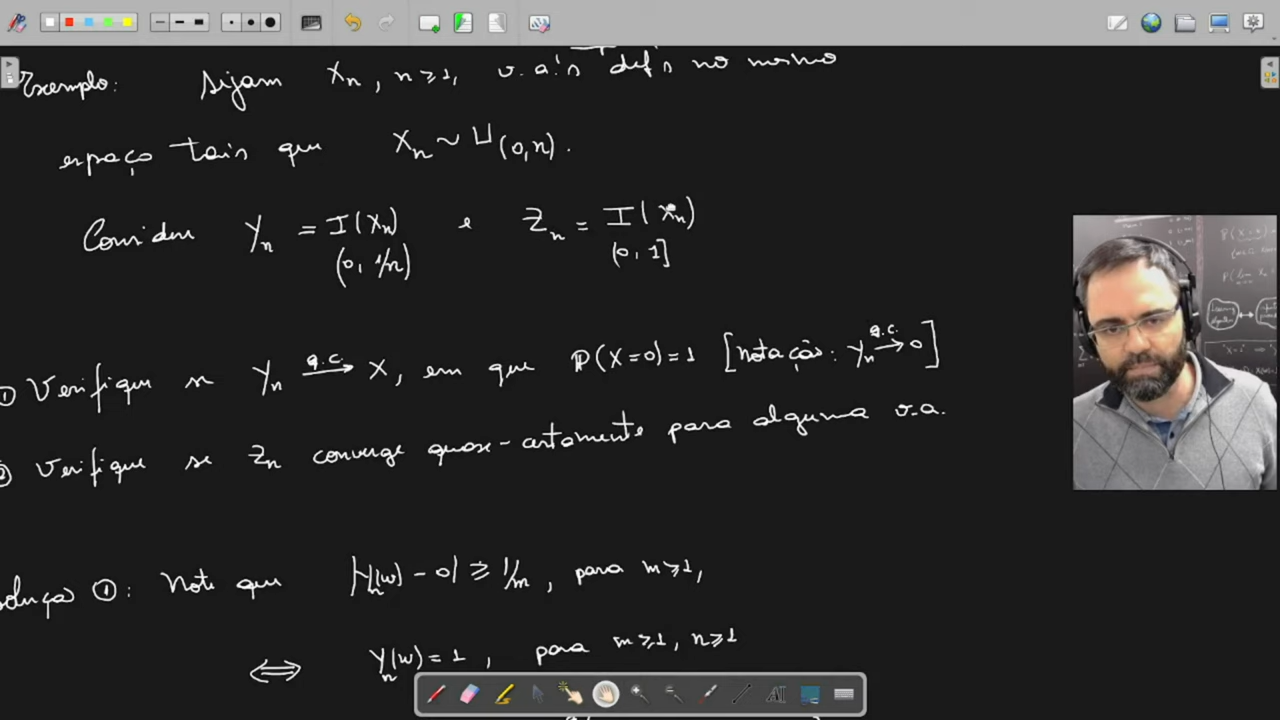 Exemplo: Sejam Xn, n≥1, v.a.'s def's no mesmo
espaço tais que Xn ~ U(0,n).
Considere Yn = I(Xn) (0, 1/n) e Zn = I(Xn) (0, 1]
① Verifique se Yn q.c.→ X, em que P(X=0)=1 [notação: Yn q.c.→ 0]
② Verifique se Zn converge quase-certamente para alguma v.a.
Solução ①: Note que |Yn(w) - 0| ≥ 1/m, para m≥1,
⟺ Yn(w) = 1, para m≥1, n≥1